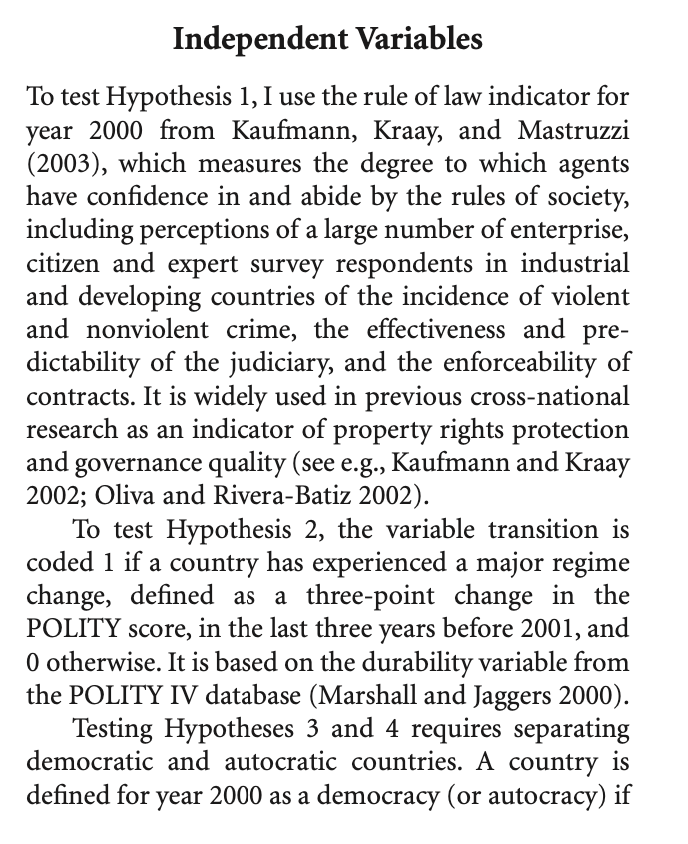 Independent Variables
To test Hypothesis 1, I use the rule of law indicator for
year 2000 from Kaufmann, Kraay, and Mastruzzi
(2003), which measures the degree to which agents
have confidence in and abide by the rules of society,
including perceptions of a large number of enterprise,
citizen and expert survey respondents in industrial
and developing countries of the incidence of violent
and nonviolent crime, the effectiveness and pre-
dictability of the judiciary, and the enforceability of
contracts. It is widely used in previous cross-national
research as an indicator of property rights protection
and governance quality (see e.g., Kaufmann and Kraay
2002; Oliva and Rivera-Batiz 2002).
To test Hypothesis 2, the variable transition is
coded 1 if a country has experienced a major regime
change, defined as a three-point change in the
POLITY score, in the last three years before 2001, and
0 otherwise. It is based on the durability variable from
the POLITY IV database (Marshall and Jaggers 2000).
Testing Hypotheses 3 and 4 requires separating
democratic and autocratic countries. A country is
defined for year 2000 as a democracy (or autocracy) if